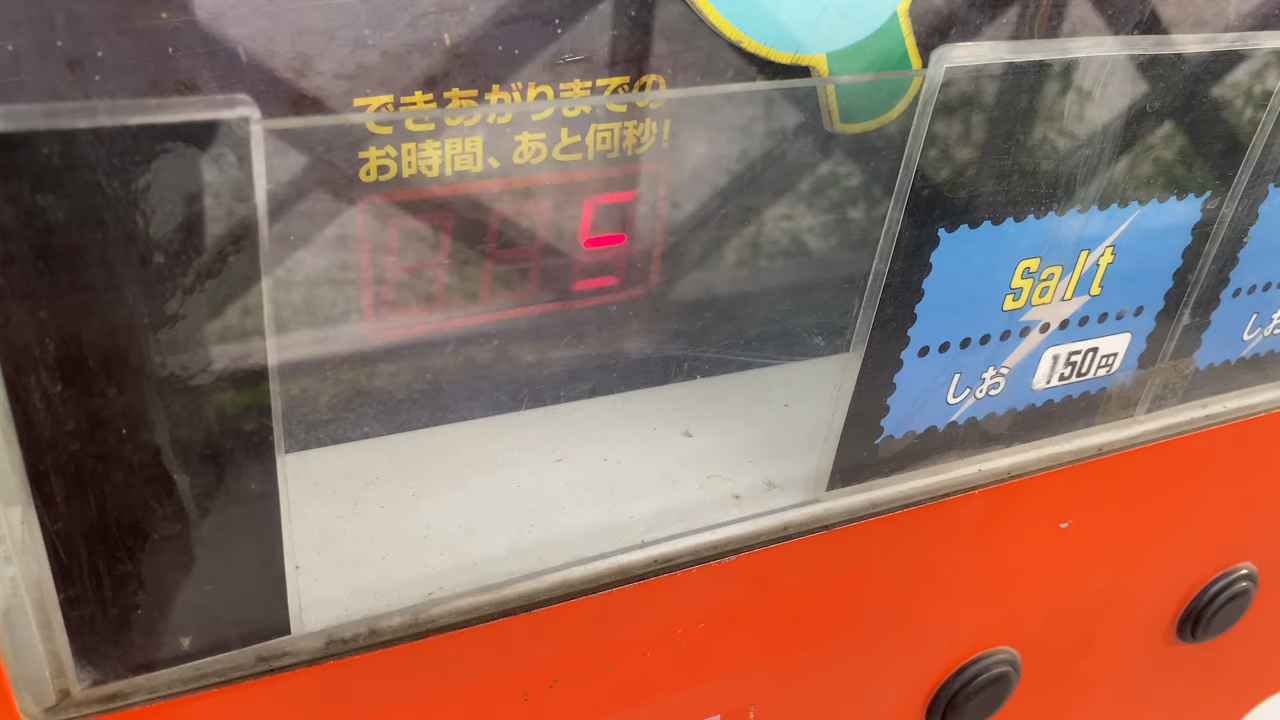 できあがりまでの
お時間、あと何秒!
5
Salt
しお 150円
しお